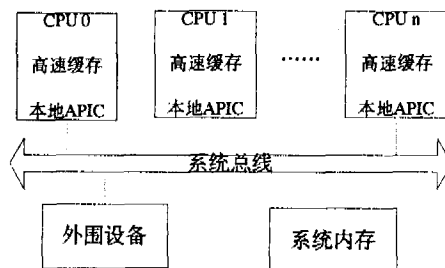 CPU 0 CPU 1 CPU n
高速缓存 高速缓存 …… 高速缓存
本地APIC 本地APIC 本地APIC
系统总线
外围设备 系统内存